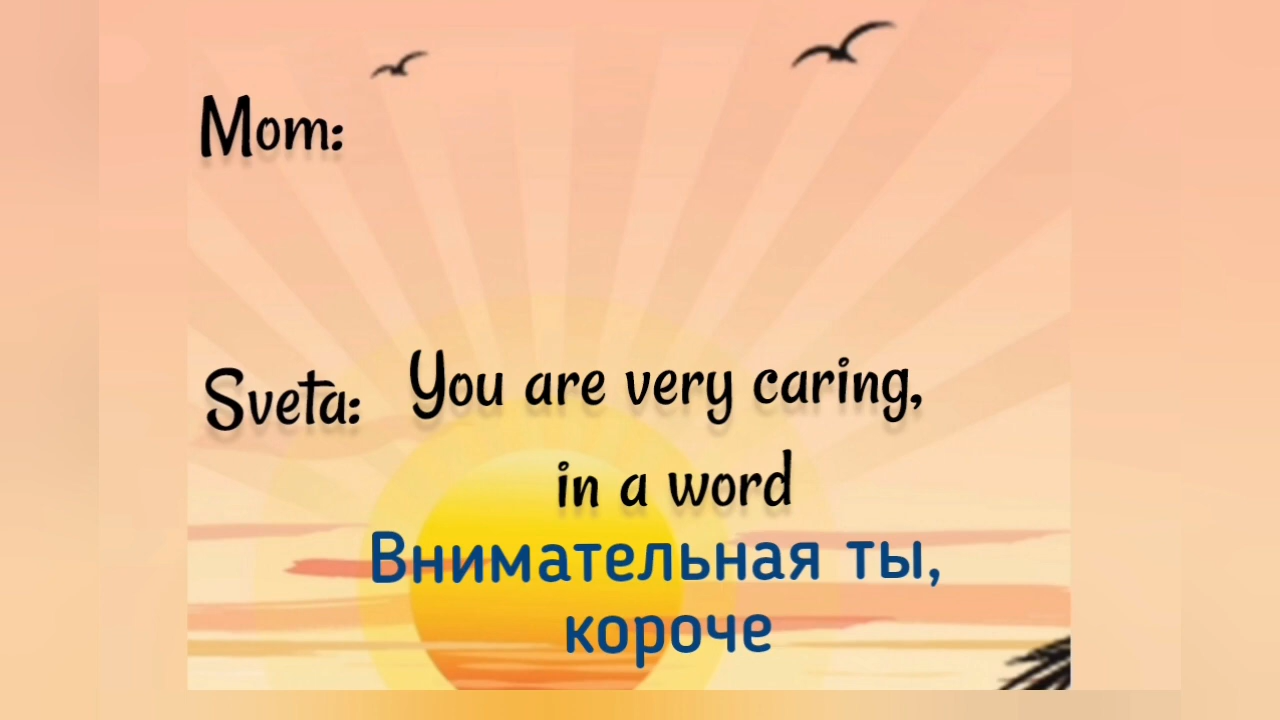 Mom:
Sveta: You are very caring,
in a word
Внимательная ты,
короче